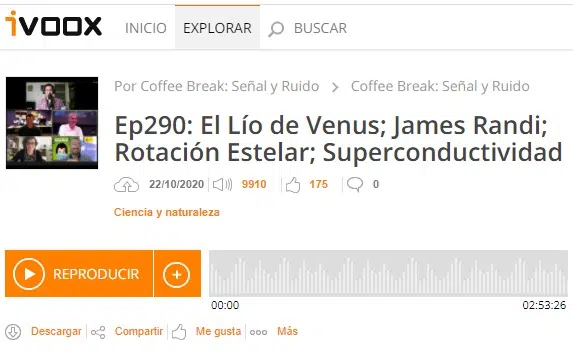 iVOOX INICIO EXPLORAR BUSCAR
Por Coffee Break: Señal y Ruido Coffee Break: Señal y Ruido
Ep290: El Lío de Venus; James Randi;
Rotación Estelar; Superconductividad
22/10/2020 9910 175 0
Ciencia y naturaleza
REPRODUCIR
00:00 02:53:26
Descargar Compartir Me gusta Más